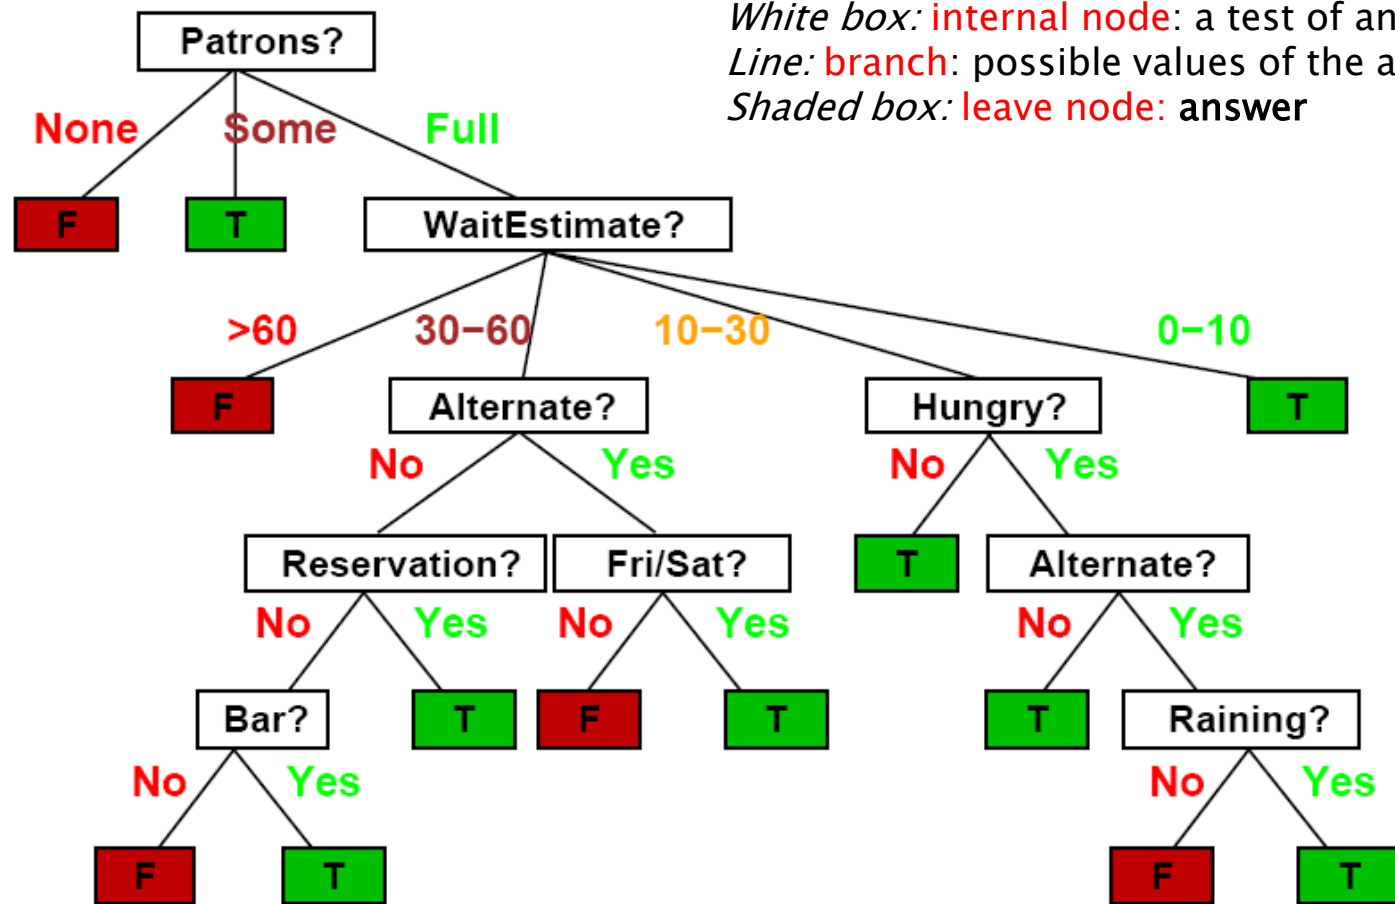 Patrons?
White box: internal node: a test of an
Line: branch: possible values of the a
Shaded box: leave node: answer
None Some Full
F T WaitEstimate?
>60 30−60 10−30 0−10
F Alternate? Hungry? T
No Yes No Yes
Reservation? Fri/Sat? T Alternate?
No Yes No Yes No Yes
Bar? T F T T Raining?
No Yes No Yes
F T F T